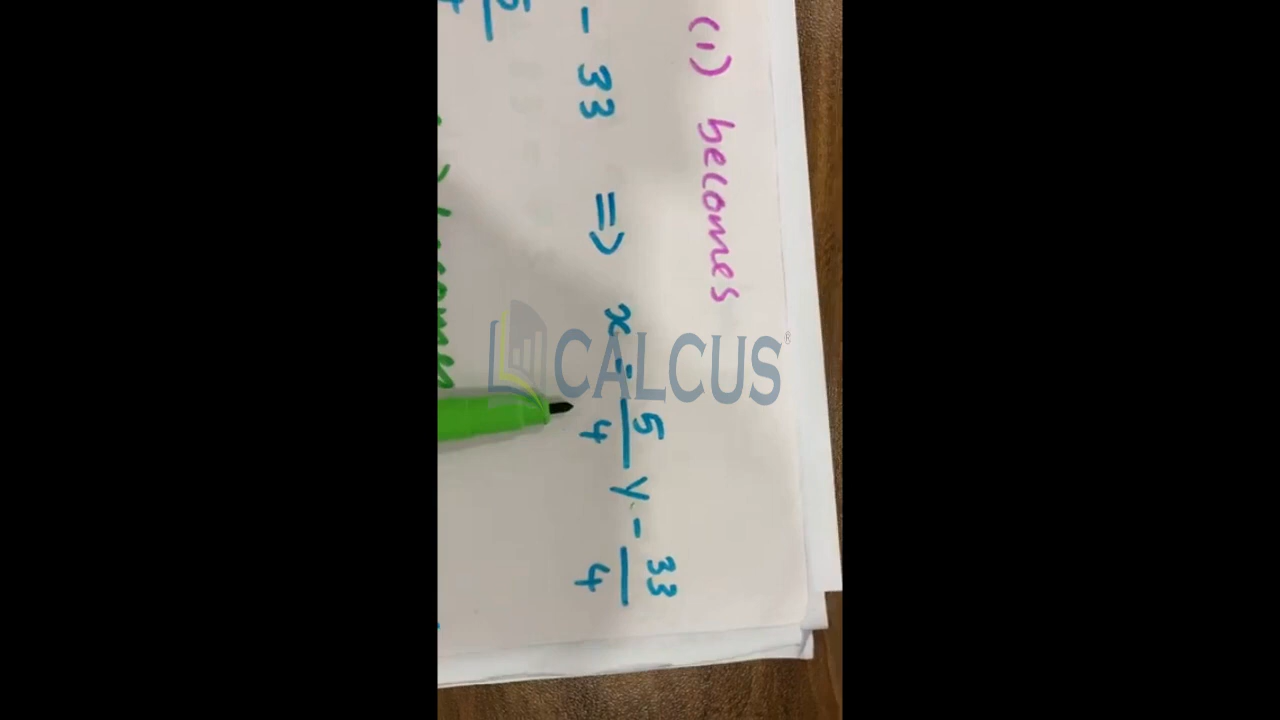 (1) becomes
- 33 => x = 5/4 y - 33/4
CALCUS®